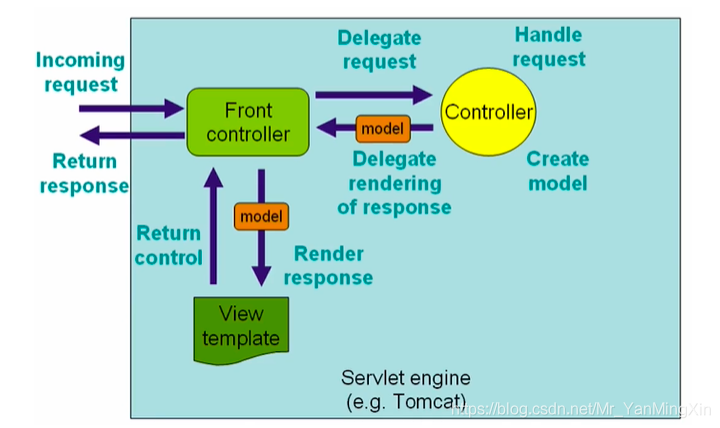 Incoming
request
Return
response
Front
controller
Delegate
request
Handle
request
Controller
model
Delegate
rendering
of response
Create
model
model
Return
control
Render
response
View
template
Servlet engine
(e.g. Tomcat)
https://blog.csdn.net/Mr_YanMingXin